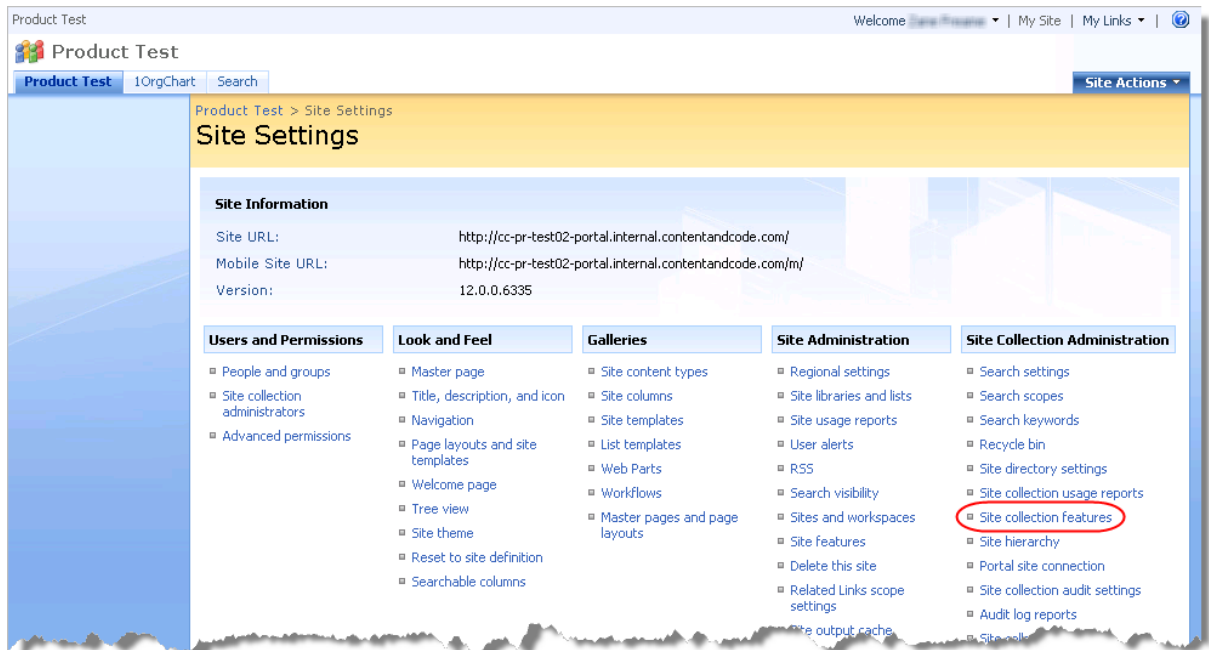 Product Test
Welcome
| My Site | My Links |
Product Test
Product Test
1OrgChart
Search
Site Actions
Product Test > Site Settings
Site Settings
Site Information
Site URL:
http://cc-pr-test02-portal.internal.contentandcode.com/
Mobile Site URL:
http://cc-pr-test02-portal.internal.contentandcode.com/m/
Version:
12.0.0.6335
Users and Permissions
People and groups
Site collection
administrators
Advanced permissions
Look and Feel
Master page
Title, description, and icon
Navigation
Page layouts and site
templates
Welcome page
Tree view
Site theme
Reset to site definition
Searchable columns
Galleries
Site content types
Site columns
Site templates
List templates
Web Parts
Workflows
Master pages and page
layouts
Site Administration
Regional settings
Site libraries and lists
Site usage reports
User alerts
RSS
Search visibility
Sites and workspaces
Site features
Delete this site
Related Links scope
settings
output cache
Site Collection Administration
Search settings
Search scopes
Search keywords
Recycle bin
Site directory settings
Site collection usage reports
Site collection features
Site hierarchy
Portal site connection
Site collection audit settings
Audit log reports